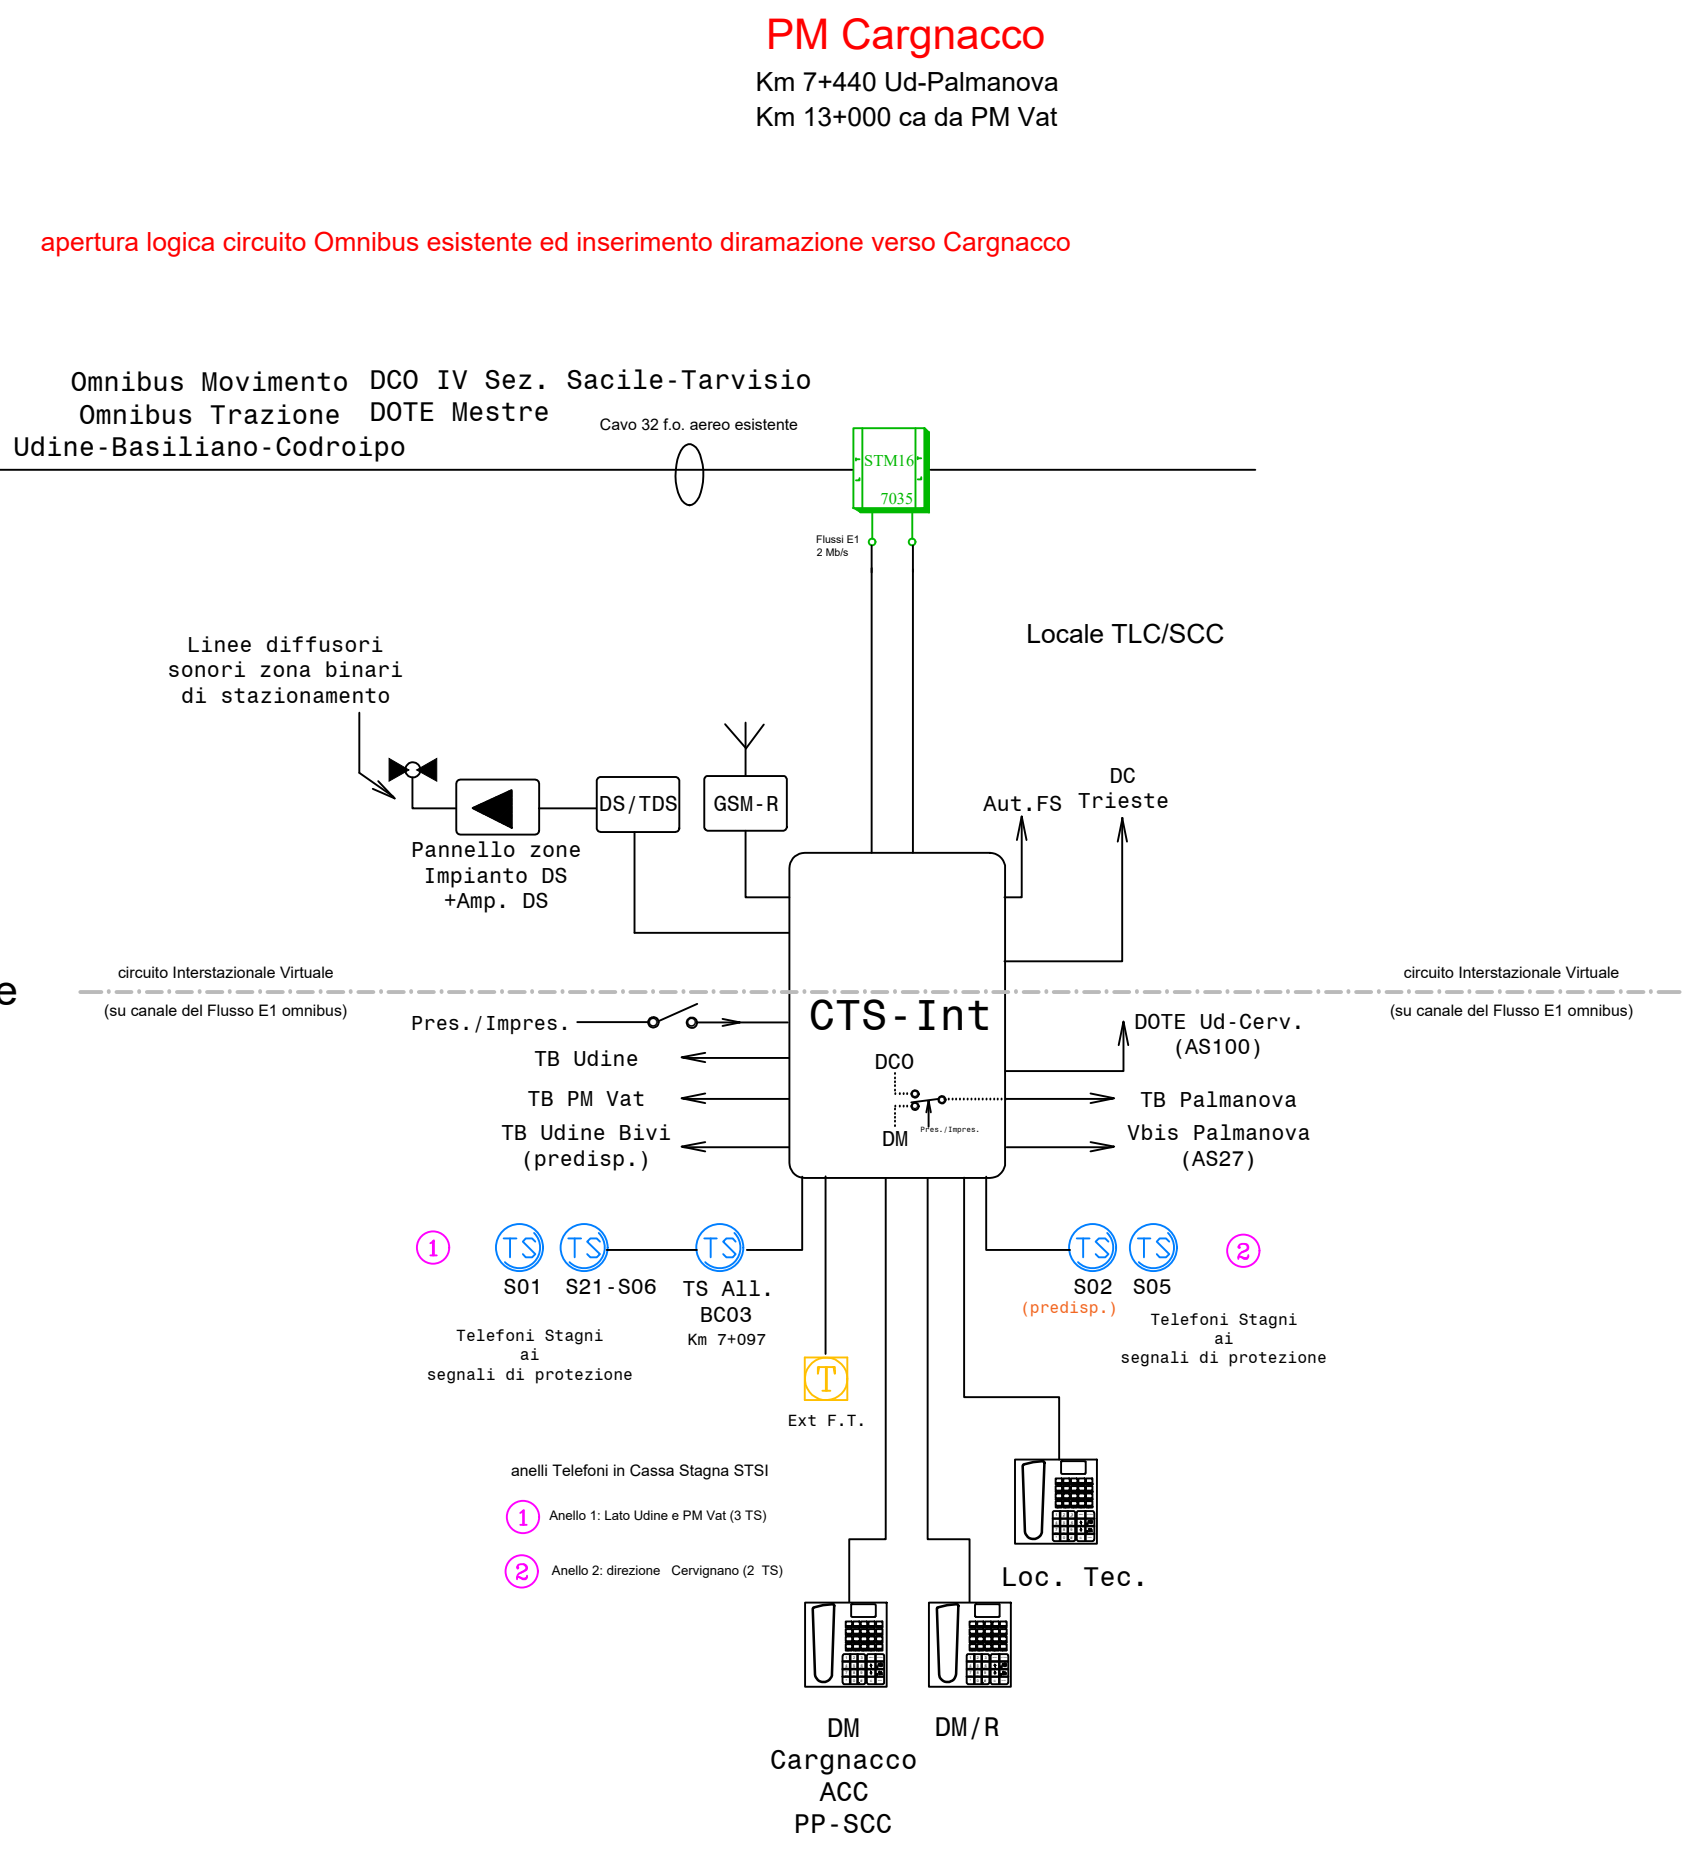 PM Cargnacco
Km 7+440 Ud-Palmanova
Km 13+000 ca da PM Vat
apertura logica circuito Omnibus esistente ed inserimento diramazione verso Cargnacco
Omnibus Movimento
Omnibus Trazione
Udine-Basiliano-Codroipo
DCO IV Sez. Sacile-Tarvisio
DOTE Mestre
Cavo 32 f.o. aereo esistente
STM16
7035
Flussi E1
2 Mb/s
Locale TLC/SCC
Linee diffusori
sonori zona binari
di stazionamento
DS/TDS
GSM-R
Pannello zone
Impianto DS
+Amp. DS
Aut.FS
DC
Trieste
e
circuito Interstazionale Virtuale
(su canale del Flusso E1 omnibus)
circuito Interstazionale Virtuale
(su canale del Flusso E1 omnibus)
CTS-Int
DCO
DM
Pres./Impres.
Pres./Impres.
TB Udine
TB PM Vat
TB Udine Bivi
(predisp.)
DOTE Ud-Cerv.
(AS100)
TB Palmanova
Vbis Palmanova
(AS27)
1
TS
TS
TS
S01
S21-S06
TS All.
BC03
Km 7+097
Telefoni Stagni
ai
segnali di protezione
TS
TS
2
S02
S05
(predisp.)
Telefoni Stagni
ai
segnali di protezione
T
Ext F.T.
anelli Telefoni in Cassa Stagna STSI
1 Anello 1: Lato Udine e PM Vat (3 TS)
2 Anello 2: direzione Cervignano (2 TS)
Loc. Tec.
DM
Cargnacco
ACC
PP-SCC
DM/R